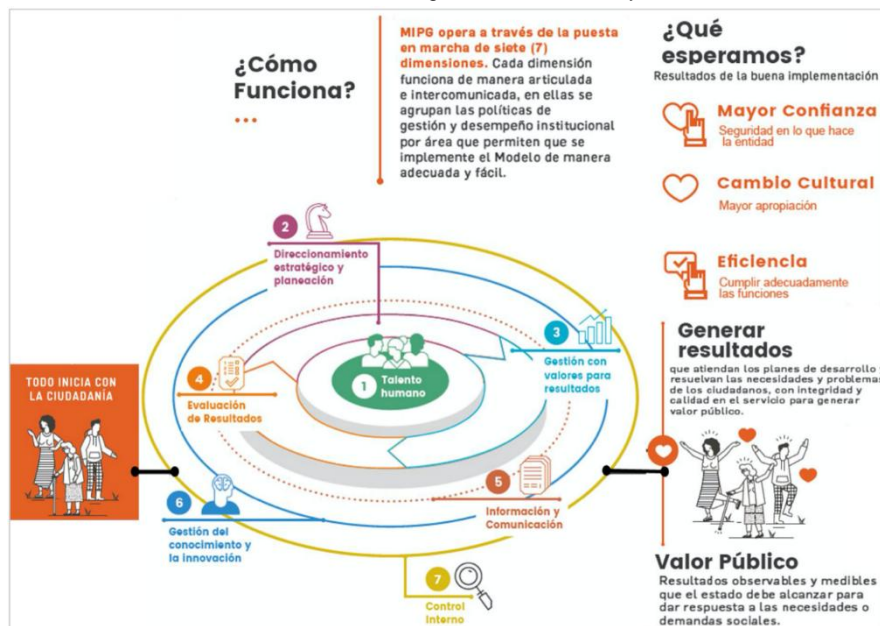 ¿Cómo
Funciona?
...
MIPG opera a través de la puesta
en marcha de siete (7)
dimensiones. Cada dimensión
funciona de manera articulada
e intercomunicada, en ellas se
agrupan las políticas de
gestión y desempeño institucional
por área que permiten que se
implemente el Modelo de manera
adecuada y fácil.
¿Qué
esperamos?
Resultados de la buena implementación
Mayor Confianza
Seguridad en lo que hace
la entidad
Cambio Cultural
Mayor apropiación
Eficlencla
Cumplir adecuadamente
las funciones
Generar
resultados
que atiendan los planes de desarrollo y
resuelvan las necesidades y problemas
de los ciudadanos, con integridad y
calidad en el servicio para generar
valor público.
Valor Público
Resultados observables y medibles
que el estado debe alcanzar para
dar respuesta a las necesidades o
demandas sociales.
TODO INICIA CON
LA CIUDADANÍA
2
Direccionamiento
estratégico y
planeación
3
Gestión con
valores para
resultados
1
Talento
humano
4
Evaluación
de Resultados
5
Información y
Comunicación
6
Gestión del
conocimiento y
la innovación
7
Control
Interno